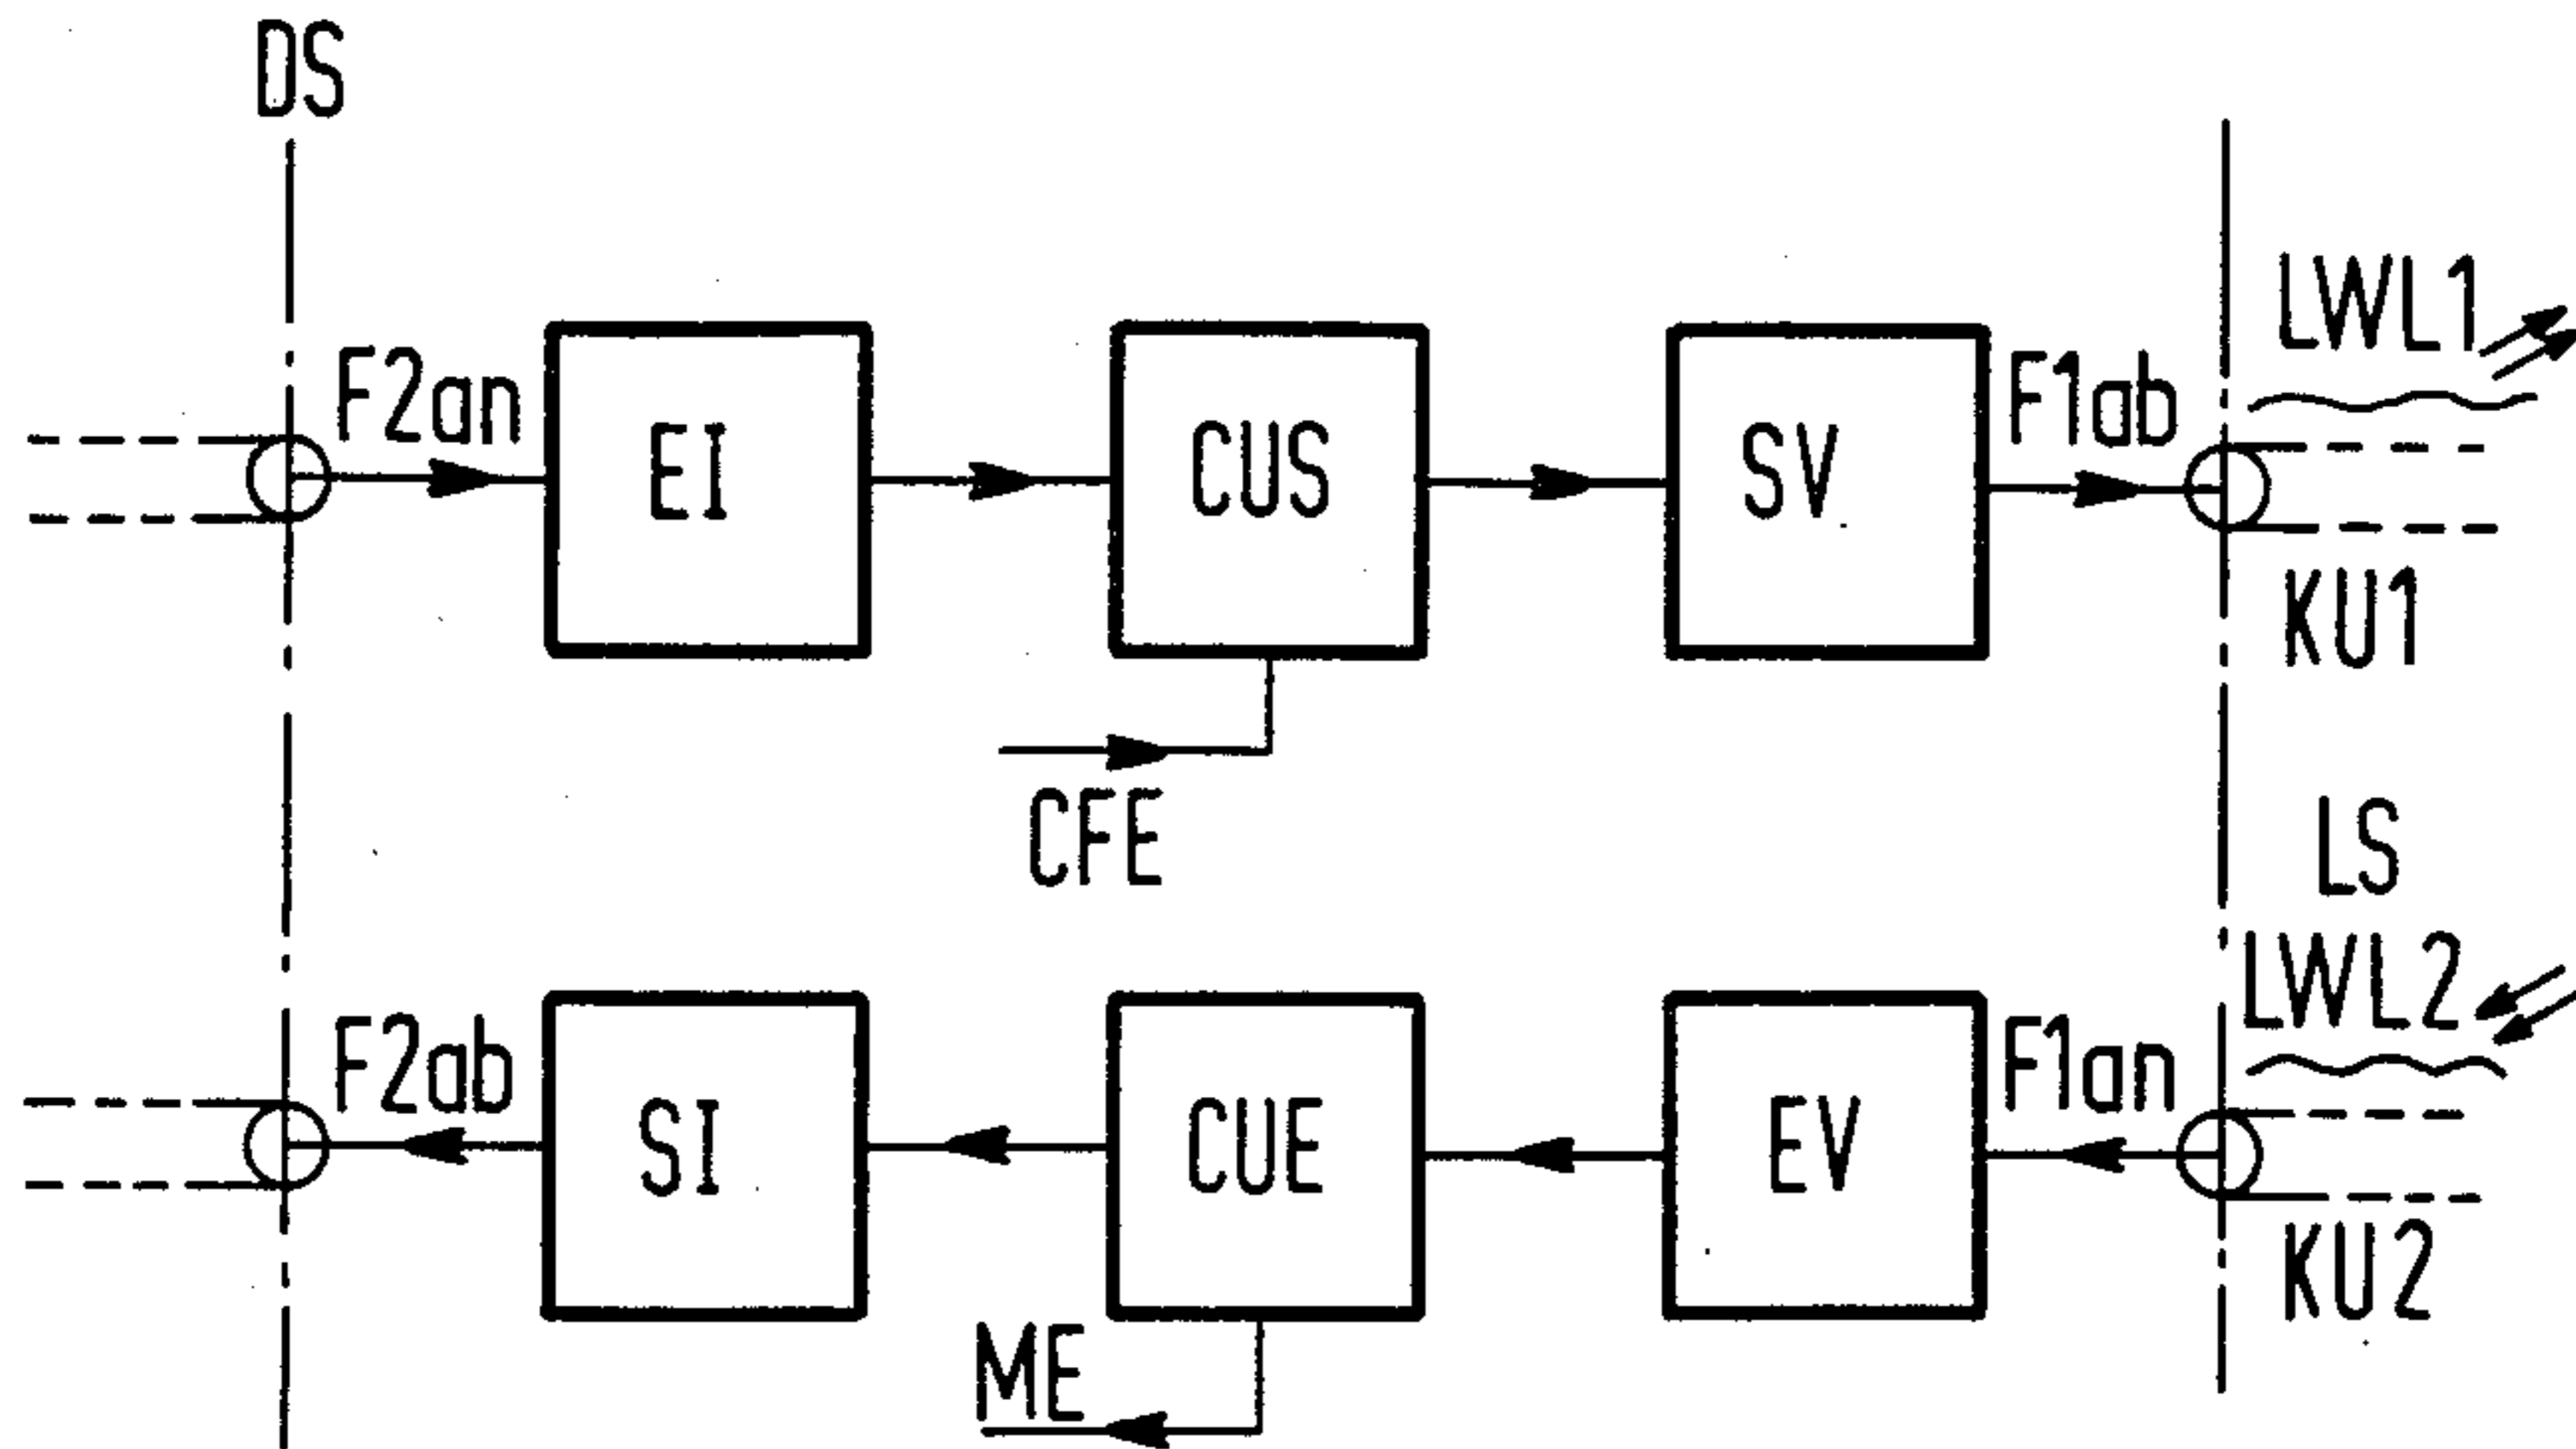 DS
LWL1
F2an
F1ab
EI
CUS
SV
KU1
CFE
LS
LWL2
F2ab
F1an
SI
CUE
EV
KU2
ME